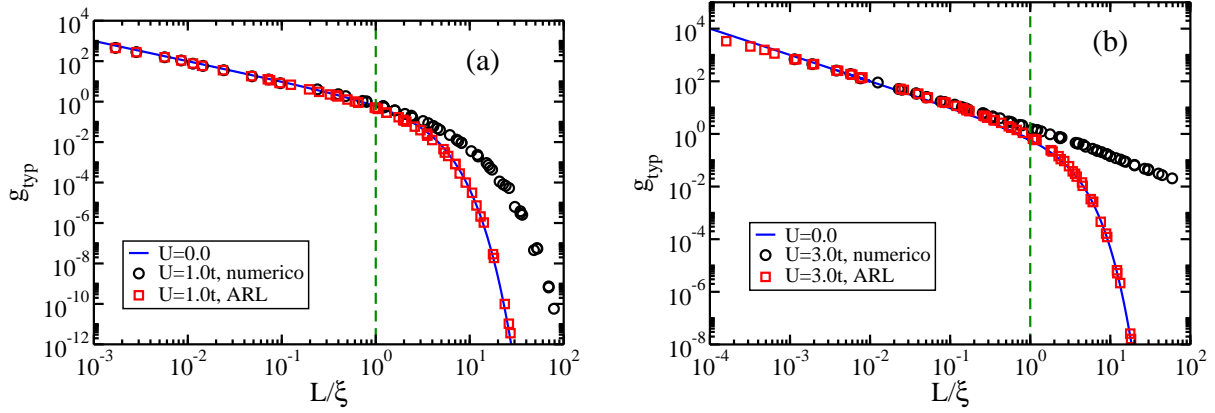 (a)
g_typ
10^4
10^2
10^0
10^-2
10^-4
10^-6
10^-8
10^-10
10^-12
U=0.0
U=1.0t, numerico
U=1.0t, ARL
10^-3 10^-2 10^-1 10^0 10^1 10^2
L/ξ
(b)
g_typ
10^4
10^2
10^0
10^-2
10^-4
10^-6
10^-8
U=0.0
U=3.0t, numerico
U=3.0t, ARL
10^-4 10^-3 10^-2 10^-1 10^0 10^1 10^2
L/ξ